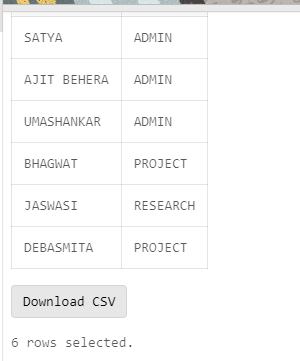 SATYA ADMIN
AJIT BEHERA ADMIN
UMASHANKAR ADMIN
BHAGWAT PROJECT
JASWASI RESEARCH
DEBASMITA PROJECT
Download CSV
6 rows selected.